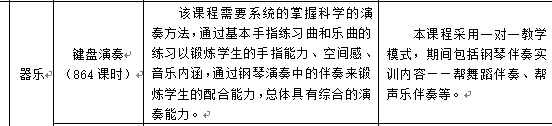 器乐
键盘演奏
（864 课时）
该课程需要系统的掌握科学的演
奏方法，通过基本手指练习曲和乐曲的
练习以锻炼学生的手指能力、空间感、
音乐内涵，通过钢琴演奏中的伴奏来锻
炼学生的配合能力，总体具有综合的演
奏能力。
本课程采用一对一教学
模式，期间包括钢琴伴奏实
训内容——帮舞蹈伴奏、帮
声乐伴奏等。